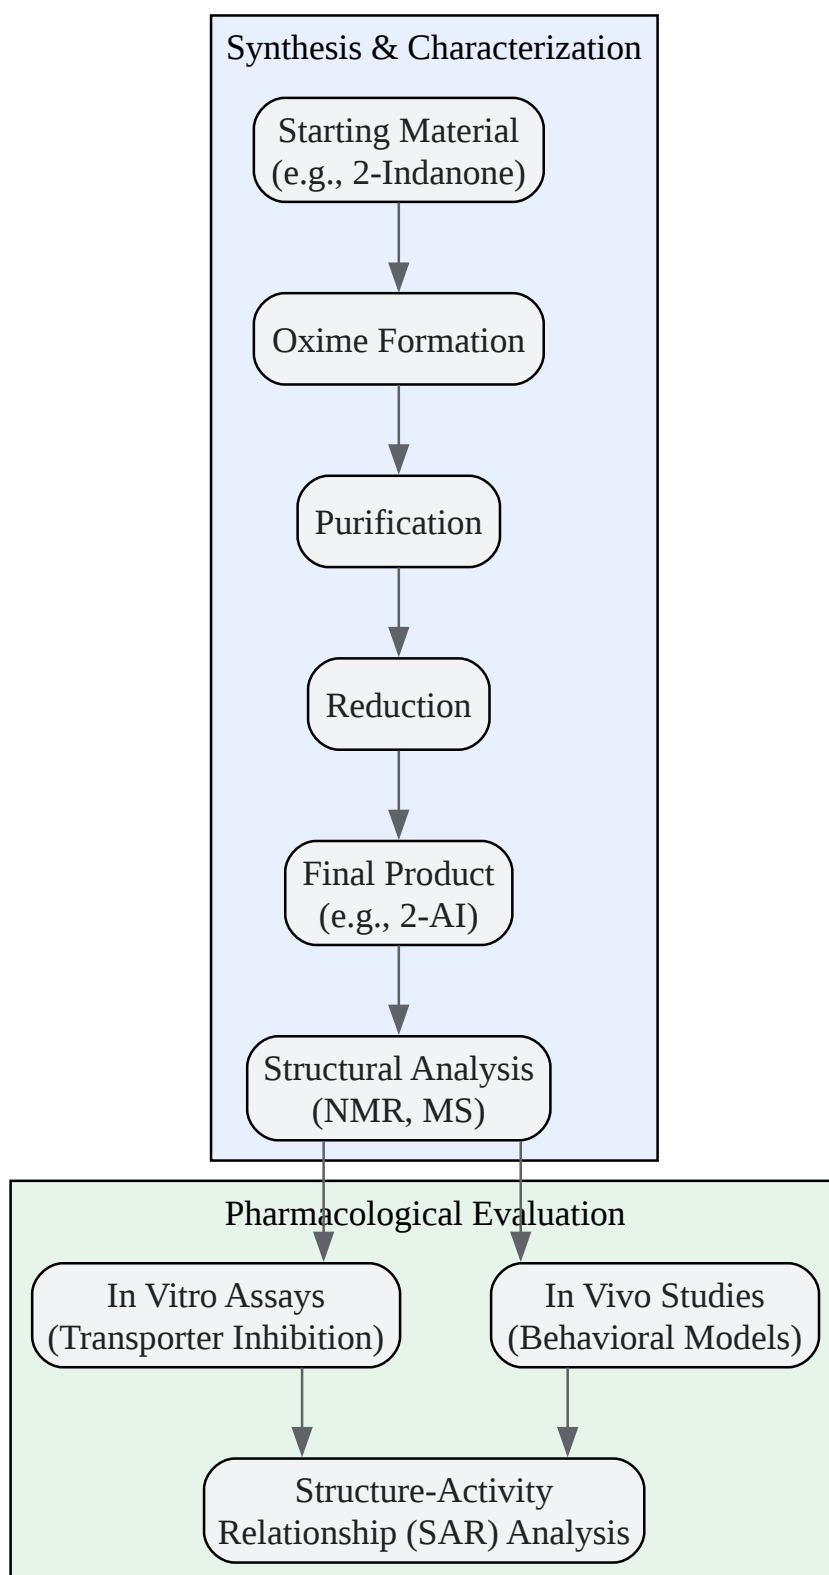 Synthesis & Characterization
Starting Material
(e.g., 2-Indanone)
Oxime Formation
Purification
Reduction
Final Product
(e.g., 2-AI)
Structural Analysis
(NMR, MS)
Pharmacological Evaluation
In Vitro Assays
(Transporter Inhibition)
In Vivo Studies
(Behavioral Models)
Structure-Activity
Relationship (SAR) Analysis